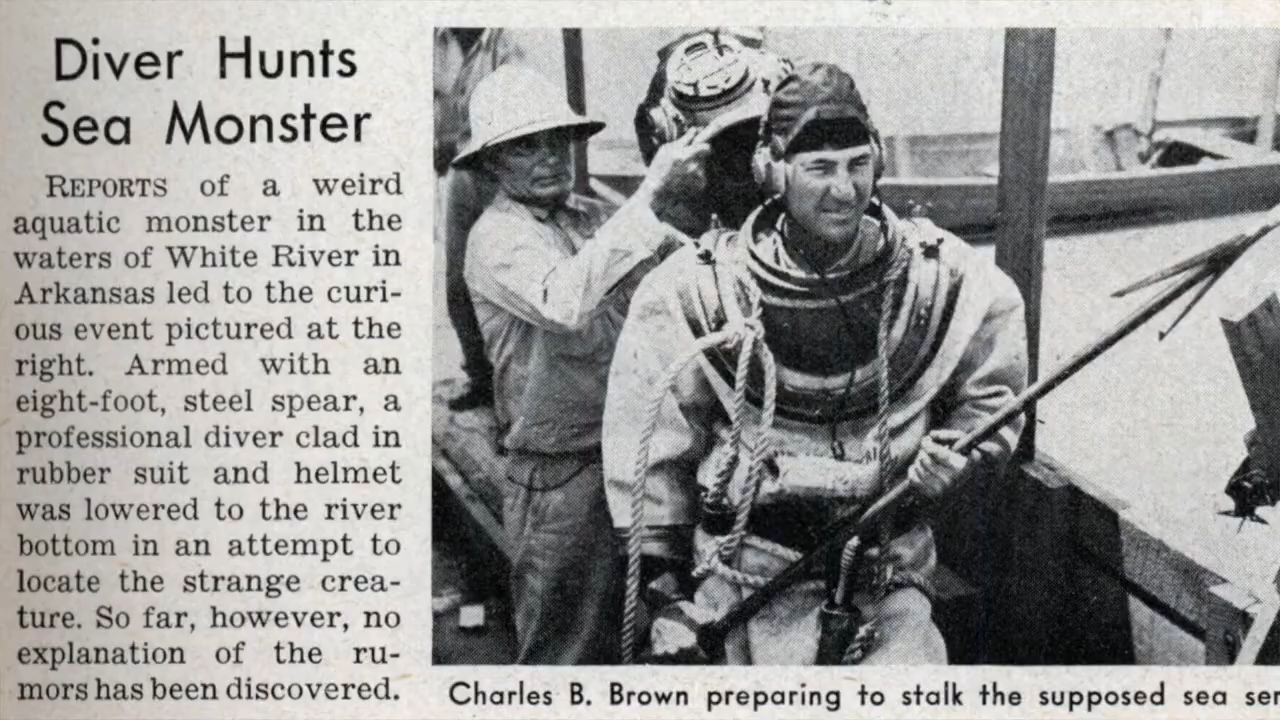 Diver Hunts
Sea Monster
REPORTS of a weird
aquatic monster in the
waters of White River in
Arkansas led to the curi-
ous event pictured at the
right. Armed with an
eight-foot, steel spear, a
professional diver clad in
rubber suit and helmet
was lowered to the river
bottom in an attempt to
locate the strange crea-
ture. So far, however, no
explanation of the ru-
mors has been discovered.
Charles B. Brown preparing to stalk the supposed sea ser